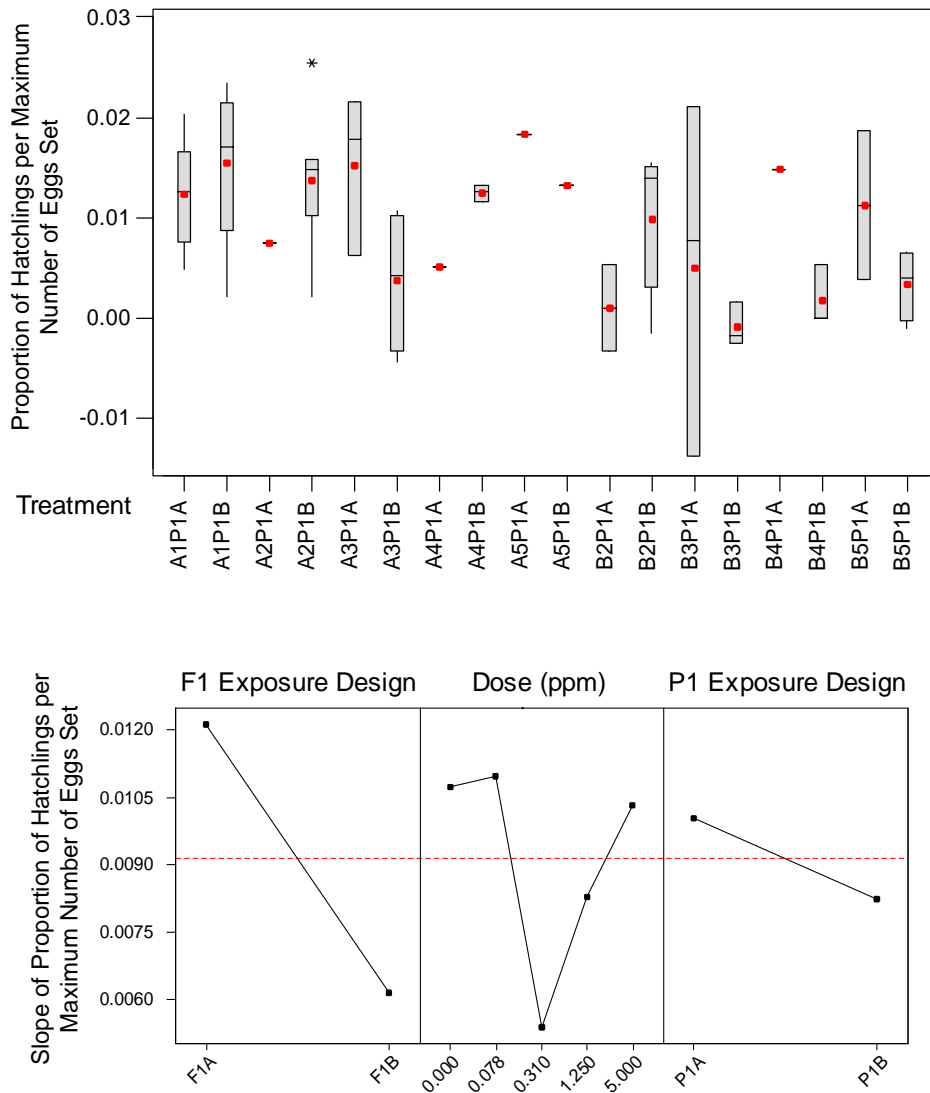 Proportion of Hatchlings per Maximum
Number of Eggs Set
0.03
0.02
0.01
0.00
-0.01
*
Treatment
A1P1A
A1P1B
A2P1A
A2P1B
A3P1A
A3P1B
A4P1A
A4P1B
A5P1A
A5P1B
B2P1A
B2P1B
B3P1A
B3P1B
B4P1A
B4P1B
B5P1A
B5P1B
F1 Exposure Design
Dose (ppm)
P1 Exposure Design
Slope of Proportion of Hatchlings per
Maximum Number of Eggs Set
0.0120
0.0105
0.0090
0.0075
0.0060
F1A
F1B
0.000
0.078
0.310
1.250
5.000
P1A
P1B